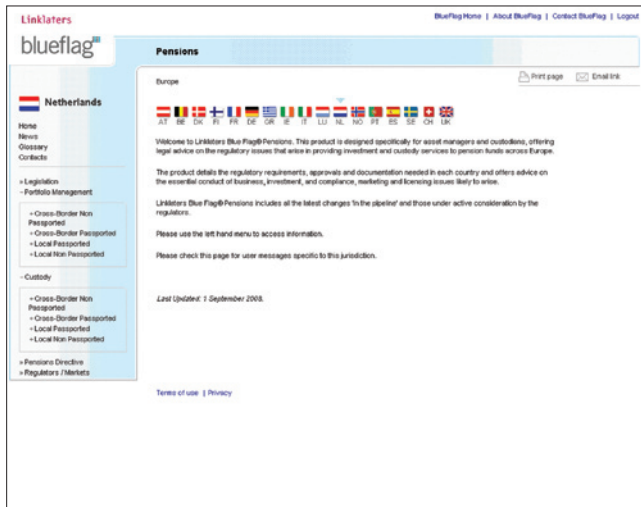 Linklaters
BlueFlag Home | About BlueFlag | Contact BlueFlag | Logout
blueflag™
Pensions
Europe
Print page
Email link
Netherlands
AT BE DK FI FR DE GR IE IT LU NL NO PT ES SE CH UK
Home
News
Glossary
Contacts
Welcome to Linklaters Blue Flag® Pensions. This product is designed specifically for asset managers and custodians, offering
legal advice on the regulatory issues that arise in providing investment and custody services to pension funds across Europe.
The product details the regulatory requirements, approvals and documentation needed in each country and offers advice on
the essential conduct of business, investment, and compliance, marketing and licensing issues likely to arise.
Linklaters Blue Flag® Pensions includes all the latest changes 'in the pipeline' and those under active consideration by the
regulators.
Please use the left hand menu to access information.
Please check this page for user messages specific to this jurisdiction.
Last Updated: 1 September 2008.
» Legislation
- Portfolio Management
+ Cross-Border Non
Passported
+ Cross-Border Passported
+ Local Passported
+ Local Non Passported
- Custody
+ Cross-Border Non
Passported
+ Cross-Border Passported
+ Local Passported
+ Local Non Passported
» Pensions Directive
» Regulators / Markets
Terms of use | Privacy